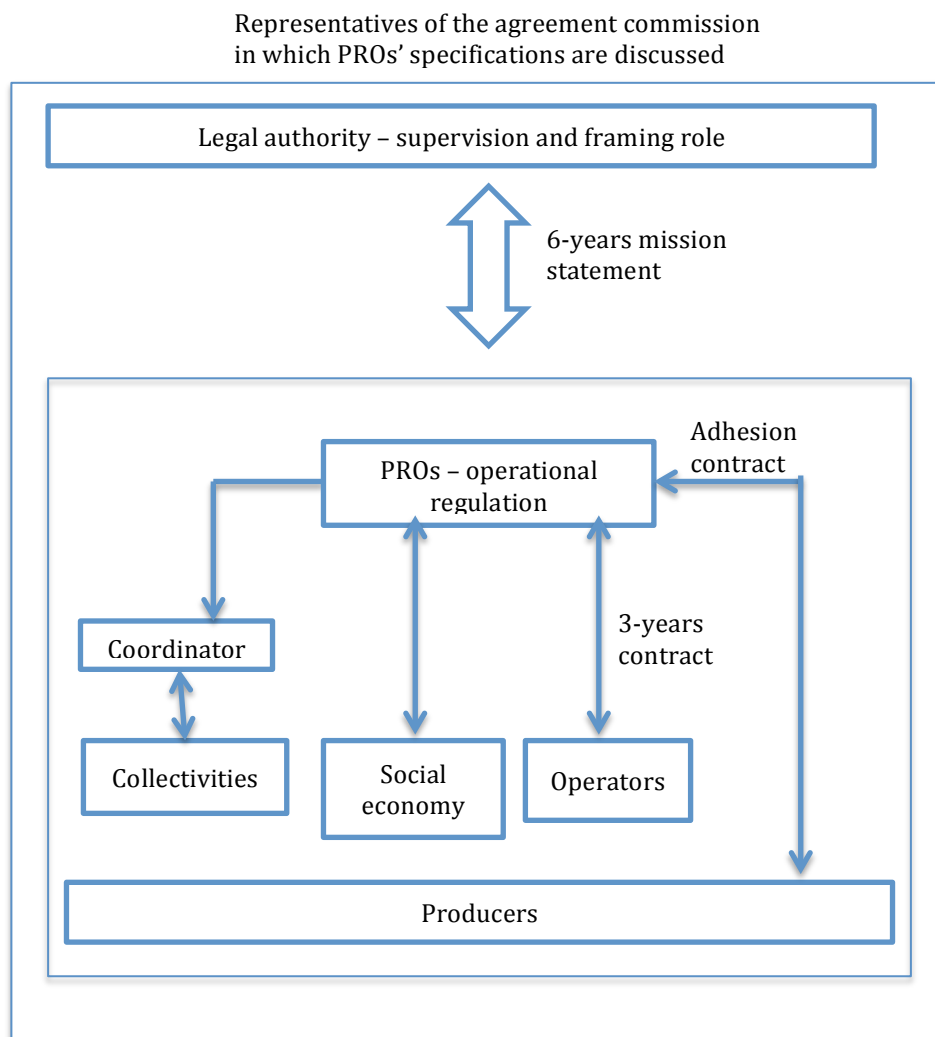 Representatives of the agreement commission
in which PROs’ specifications are discussed
Legal authority – supervision and framing role
6-years mission
statement
Adhesion
contract
PROs – operational
regulation
3-years
contract
Coordinator
Collectivities
Social
economy
Operators
Producers